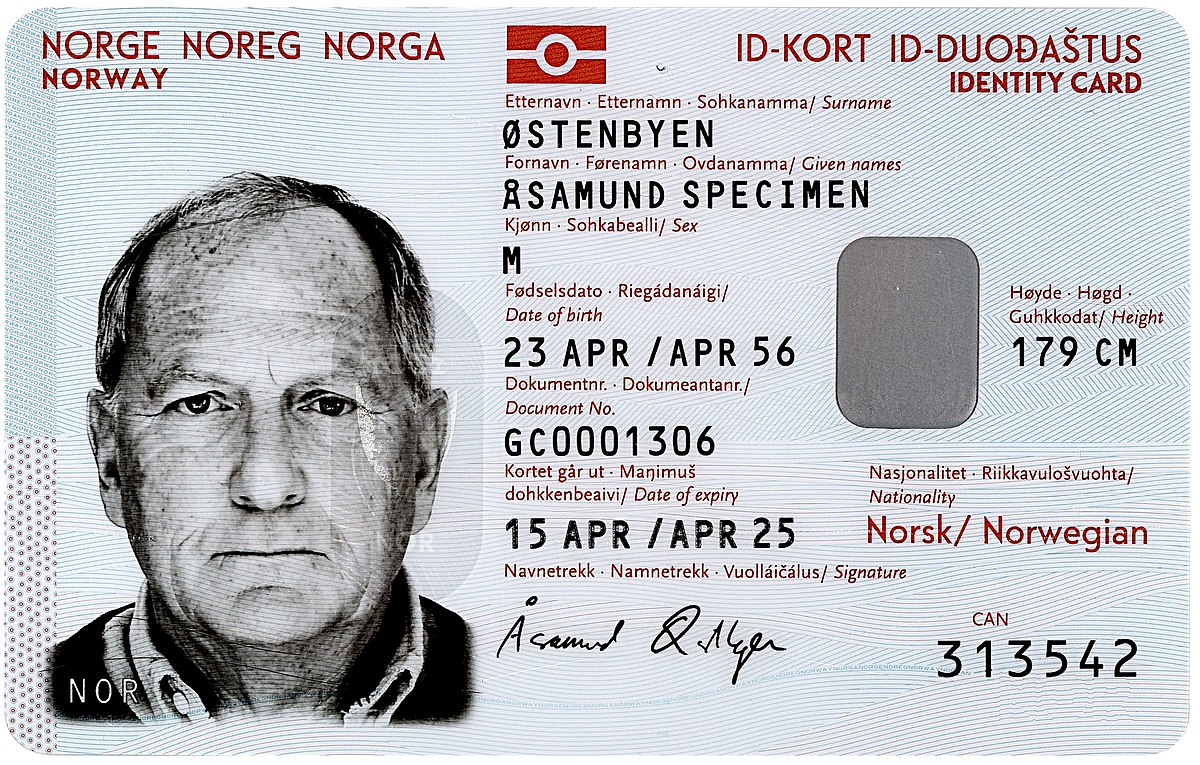 NORGE NOREG NORGA
NORWAY
ID-KORT ID-DUOĐAŠTUS
IDENTITY CARD
Etternavn · Etternamn · Sohkanamma/ Surname
ØSTENBYEN
Fornavn · Førenamn · Ovdanamma/ Given names
ÅSAMUND SPECIMEN
Kjønn · Sohkabealli/ Sex
M
Fødselsdato · Riegádanáigi/
Date of birth
23 APR /APR 56
Høyde · Høgd ·
Guhkkodat/ Height
179 CM
Dokumentnr. · Dokumeantanr./
Document No.
GC0001306
Kortet går ut · Maŋimuš
dohkkenbeaivi/ Date of expiry
15 APR /APR 25
Nasjonalitet · Riikkavulošvuohta/
Nationality
Norsk/ Norwegian
Navnetrekk · Namnetrekk · Vuolláičálus/ Signature
CAN
313542
NOR